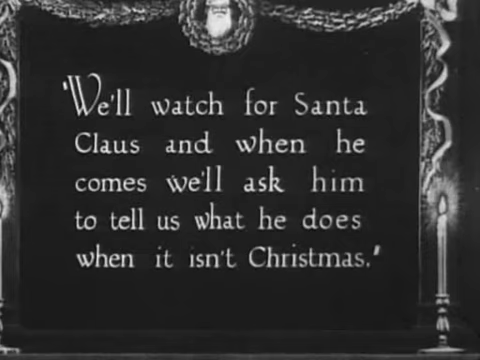 "We'll watch for Santa
Claus and when he
comes we'll ask him
to tell us what he does
when it isn't Christmas."